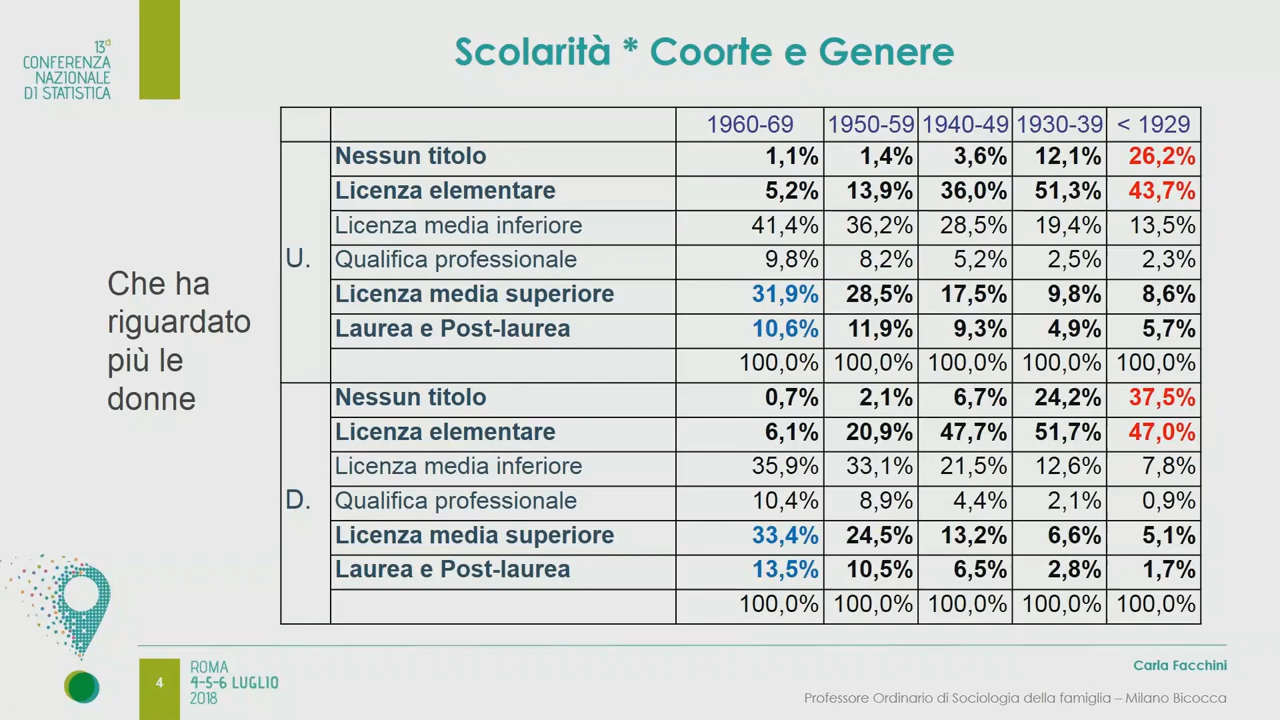 13a
CONFERENZA
NAZIONALE
DI STATISTICA
Scolarità * Coorte e Genere
Che ha
riguardato
più le
donne
1960-69 1950-59 1940-49 1930-39 < 1929
U.
Nessun titolo 1,1% 1,4% 3,6% 12,1% 26,2%
Licenza elementare 5,2% 13,9% 36,0% 51,3% 43,7%
Licenza media inferiore 41,4% 36,2% 28,5% 19,4% 13,5%
Qualifica professionale 9,8% 8,2% 5,2% 2,5% 2,3%
Licenza media superiore 31,9% 28,5% 17,5% 9,8% 8,6%
Laurea e Post-laurea 10,6% 11,9% 9,3% 4,9% 5,7%
100,0% 100,0% 100,0% 100,0% 100,0%
D.
Nessun titolo 0,7% 2,1% 6,7% 24,2% 37,5%
Licenza elementare 6,1% 20,9% 47,7% 51,7% 47,0%
Licenza media inferiore 35,9% 33,1% 21,5% 12,6% 7,8%
Qualifica professionale 10,4% 8,9% 4,4% 2,1% 0,9%
Licenza media superiore 33,4% 24,5% 13,2% 6,6% 5,1%
Laurea e Post-laurea 13,5% 10,5% 6,5% 2,8% 1,7%
100,0% 100,0% 100,0% 100,0% 100,0%
4
ROMA
4-5-6 LUGLIO
2018
Carla Facchini
Professore Ordinario di Sociologia della famiglia – Milano Bicocca